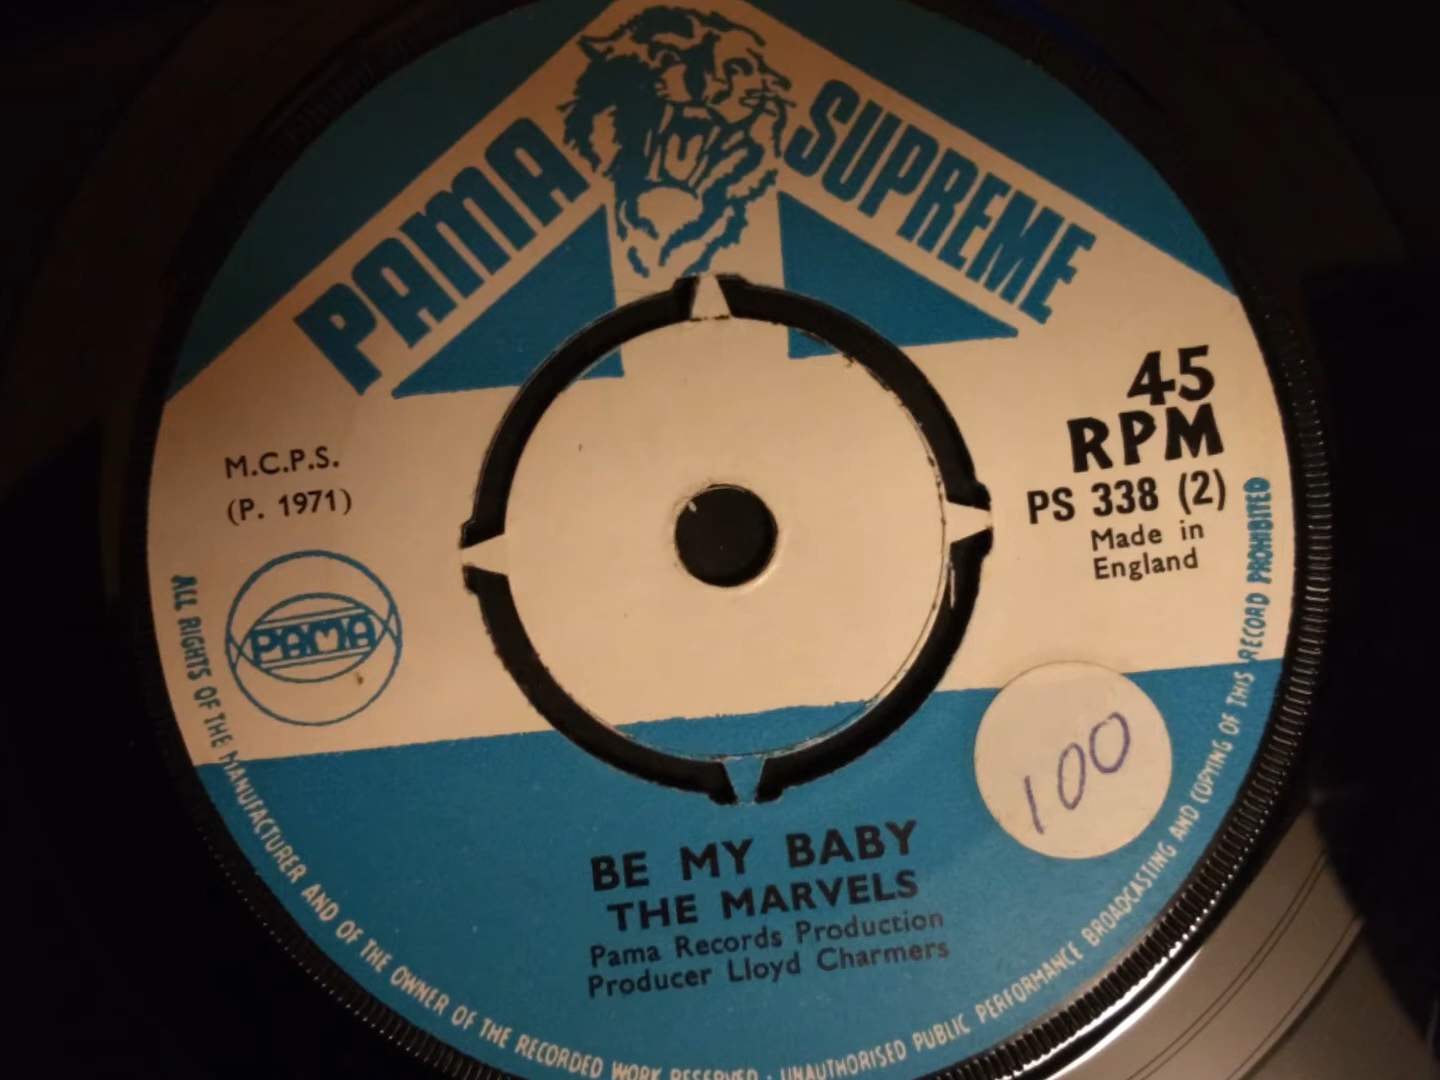 PAMA SUPREME
45
RPM
PS 338 (2)
Made in
England
M.C.P.S.
(P. 1971)
PAMA
100
BE MY BABY
THE MARVELS
Pama Records Production
Producer Lloyd Charmers
ALL RIGHTS OF THE MANUFACTURER AND OF THE OWNER OF THE RECORDED WORK RESERVED · UNAUTHORISED PUBLIC PERFORMANCE BROADCASTING AND COPYING OF THIS RECORD PROHIBITED